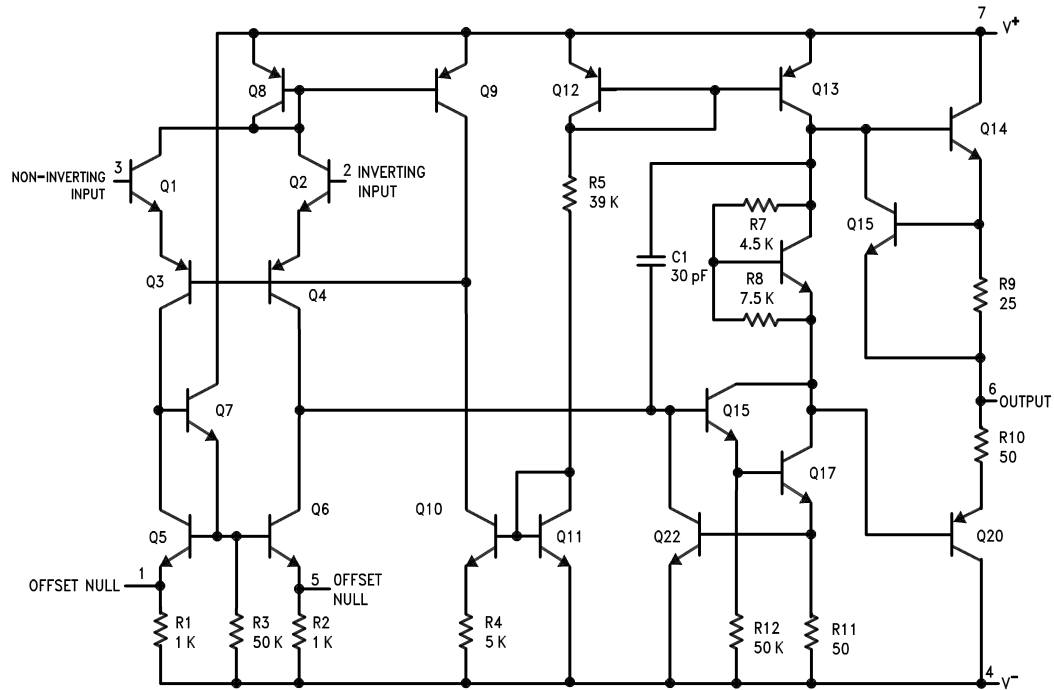 7
V+
Q8
Q9
Q12
Q13
Q14
3
NON-INVERTING
INPUT
Q1
Q2
2 INVERTING
INPUT
R5
39 K
R7
4.5 K
Q15
C1
30 pF
R8
7.5 K
Q3
Q4
R9
25
6
OUTPUT
Q7
Q15
R10
50
Q17
Q5
Q6
Q10
Q11
Q22
Q20
1
OFFSET NULL
5 OFFSET
NULL
R1
1 K
R3
50 K
R2
1 K
R4
5 K
R12
50 K
R11
50
4
V-